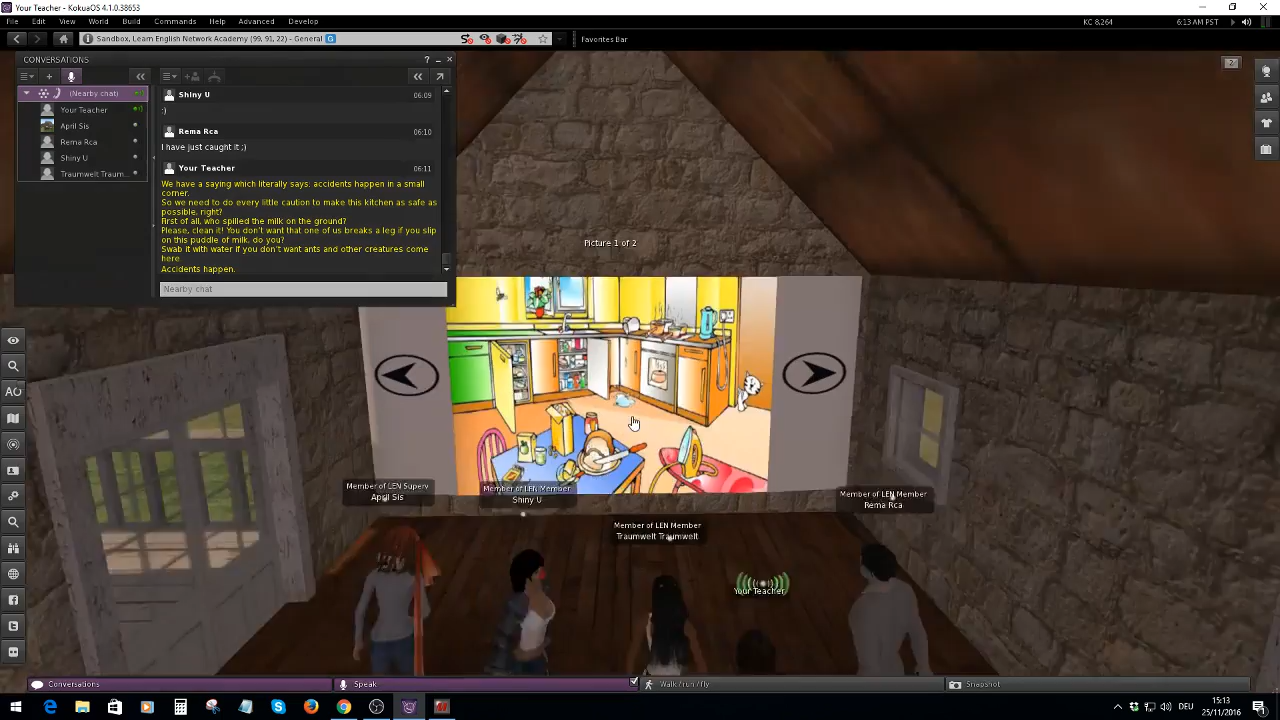 Your Teacher - KokuaOS 4.1.0.38653
File Edit View World Build Commands Help Advanced Develop
KC 8,264 6:13 AM PST
Sandbox, Learn English Network Academy (99, 91, 22) - General G
Favorites Bar
CONVERSATIONS
(Nearby chat)
Your Teacher
April Sis
Rema Rca
Shiny U
Traumwelt Traum...
Shiny U 06:09
:)
Rema Rca 06:10
I have just caught it ;)
Your Teacher 06:11
We have a saying which literally says: accidents happen in a small
corner.
So we need to do every little caution to make this kitchen as safe as
possible, right?
First of all, who spilled the milk on the ground?
Please, clean it! You don't want that one of us breaks a leg if you slip
on this puddle of milk, do you?
Swab it with water if you don't want ants and other creatures come
here
Accidents happen.
Nearby chat
2
Picture 1 of 2
Member of LEN Superv
April Sis
Member of LEN Member
Shiny U
Member of LEN Member
Traumwelt Traumwelt
Member of LEN Member
Rema Rca
Your Teacher
Conversations
Speak
Walk / run / fly
Snapshot
DEU
15:13
25/11/2016